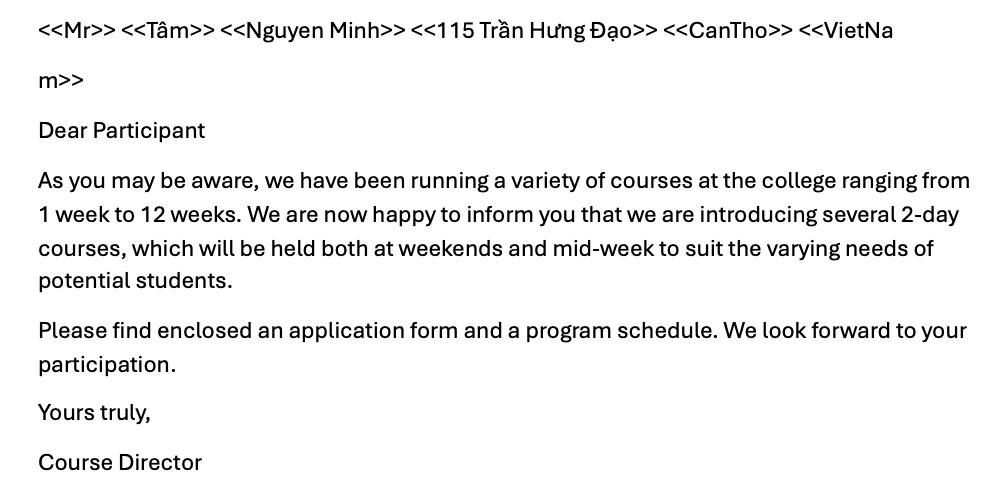 <<Mr>> <<Tâm>> <<Nguyen Minh>> <<115 Trần Hưng Đạo>> <<CanTho>> <<VietNa
m>>
Dear Participant
As you may be aware, we have been running a variety of courses at the college ranging from
1 week to 12 weeks. We are now happy to inform you that we are introducing several 2-day
courses, which will be held both at weekends and mid-week to suit the varying needs of
potential students.
Please find enclosed an application form and a program schedule. We look forward to your
participation.
Yours truly,
Course Director